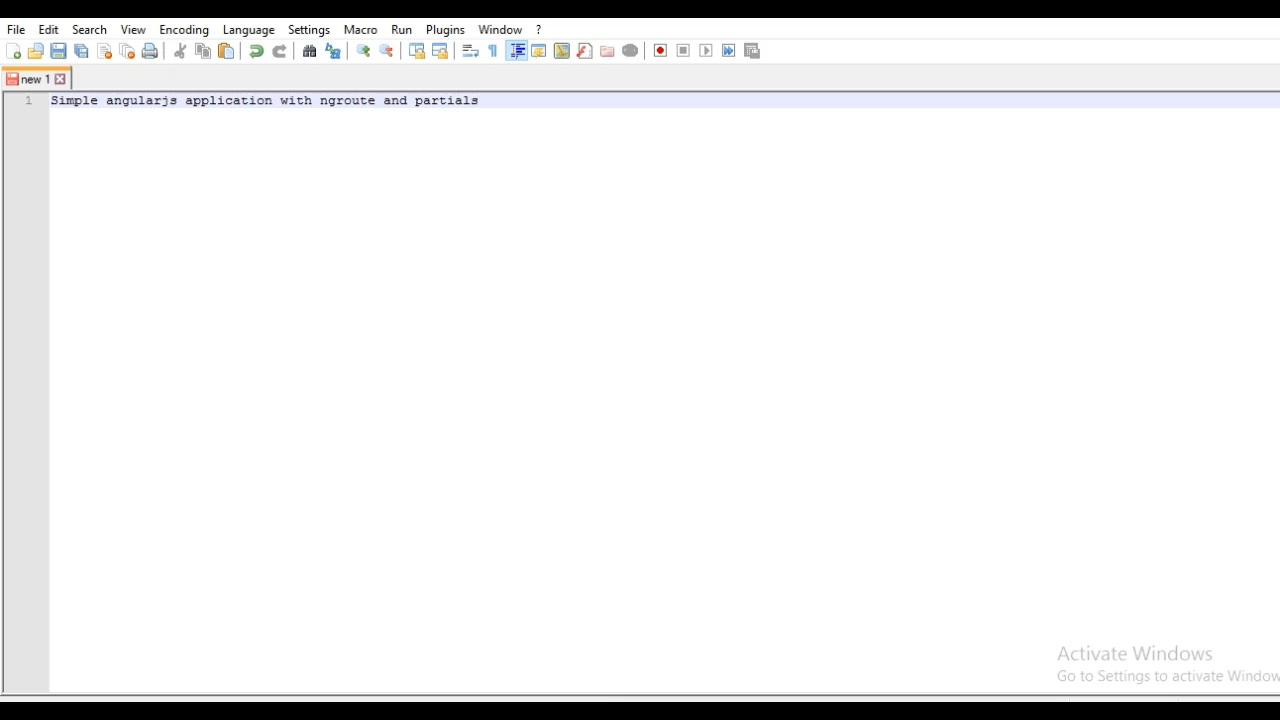 File Edit Search View Encoding Language Settings Macro Run Plugins Window ?
new 1
1 Simple angularjs application with ngroute and partials
Activate Windows
Go to Settings to activate Window